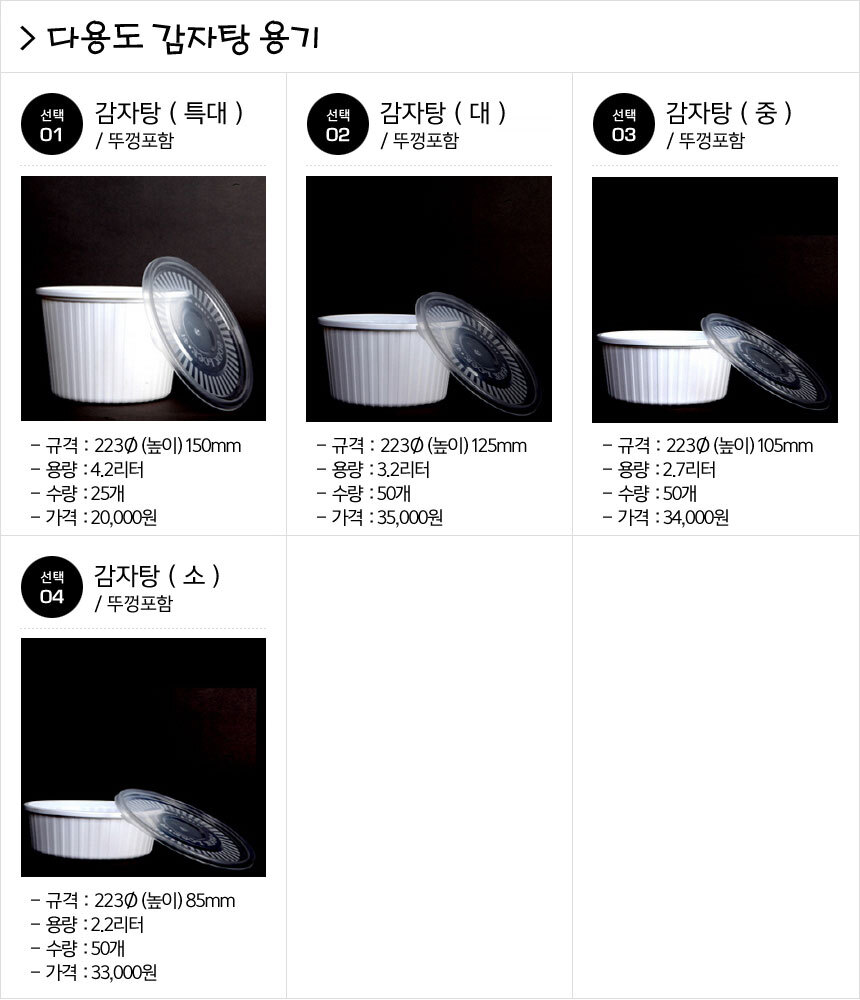 > 다용도 감자탕 용기
선택 01
감자탕 ( 특대 )
/ 뚜껑포함
- 규격 : 223Ø (높이) 150mm
- 용량 : 4.2리터
- 수량 : 25개
- 가격 : 20,000원
선택 02
감자탕 ( 대 )
/ 뚜껑포함
- 규격 : 223Ø (높이) 125mm
- 용량 : 3.2리터
- 수량 : 50개
- 가격 : 35,000원
선택 03
감자탕 ( 중 )
/ 뚜껑포함
- 규격 : 223Ø (높이) 105mm
- 용량 : 2.7리터
- 수량 : 50개
- 가격 : 34,000원
선택 04
감자탕 ( 소 )
/ 뚜껑포함
- 규격 : 223Ø (높이) 85mm
- 용량 : 2.2리터
- 수량 : 50개
- 가격 : 33,000원